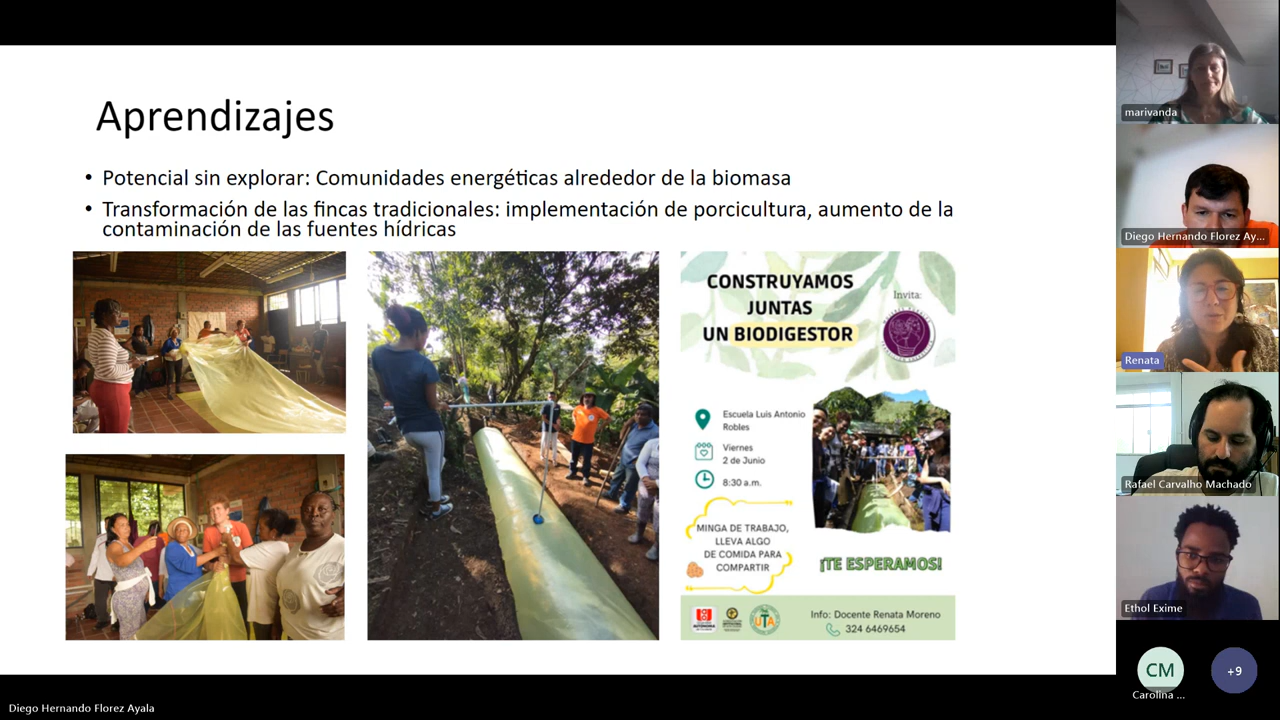 Aprendizajes
• Potencial sin explorar: Comunidades energéticas alrededor de la biomasa
• Transformación de las fincas tradicionales: implementación de porcicultura, aumento de la
contaminación de las fuentes hídricas
CONSTRUYAMOS
JUNTAS
UN BIODIGESTOR
Invita:
Escuela Luis Antonio
Robles
Viernes
2 de Junio
8:30 a.m.
MINGA DE TRABAJO,
LLEVA ALGO
DE COMIDA PARA
COMPARTIR
¡TE ESPERAMOS!
UTA
Info: Docente Renata Moreno
324 6469654
marivanda
Diego Hernando Florez Ay...
Renata
Rafael Carvalho Machado
Ethol Exime
CM
Carolina ...
+9
Diego Hernando Florez Ayala